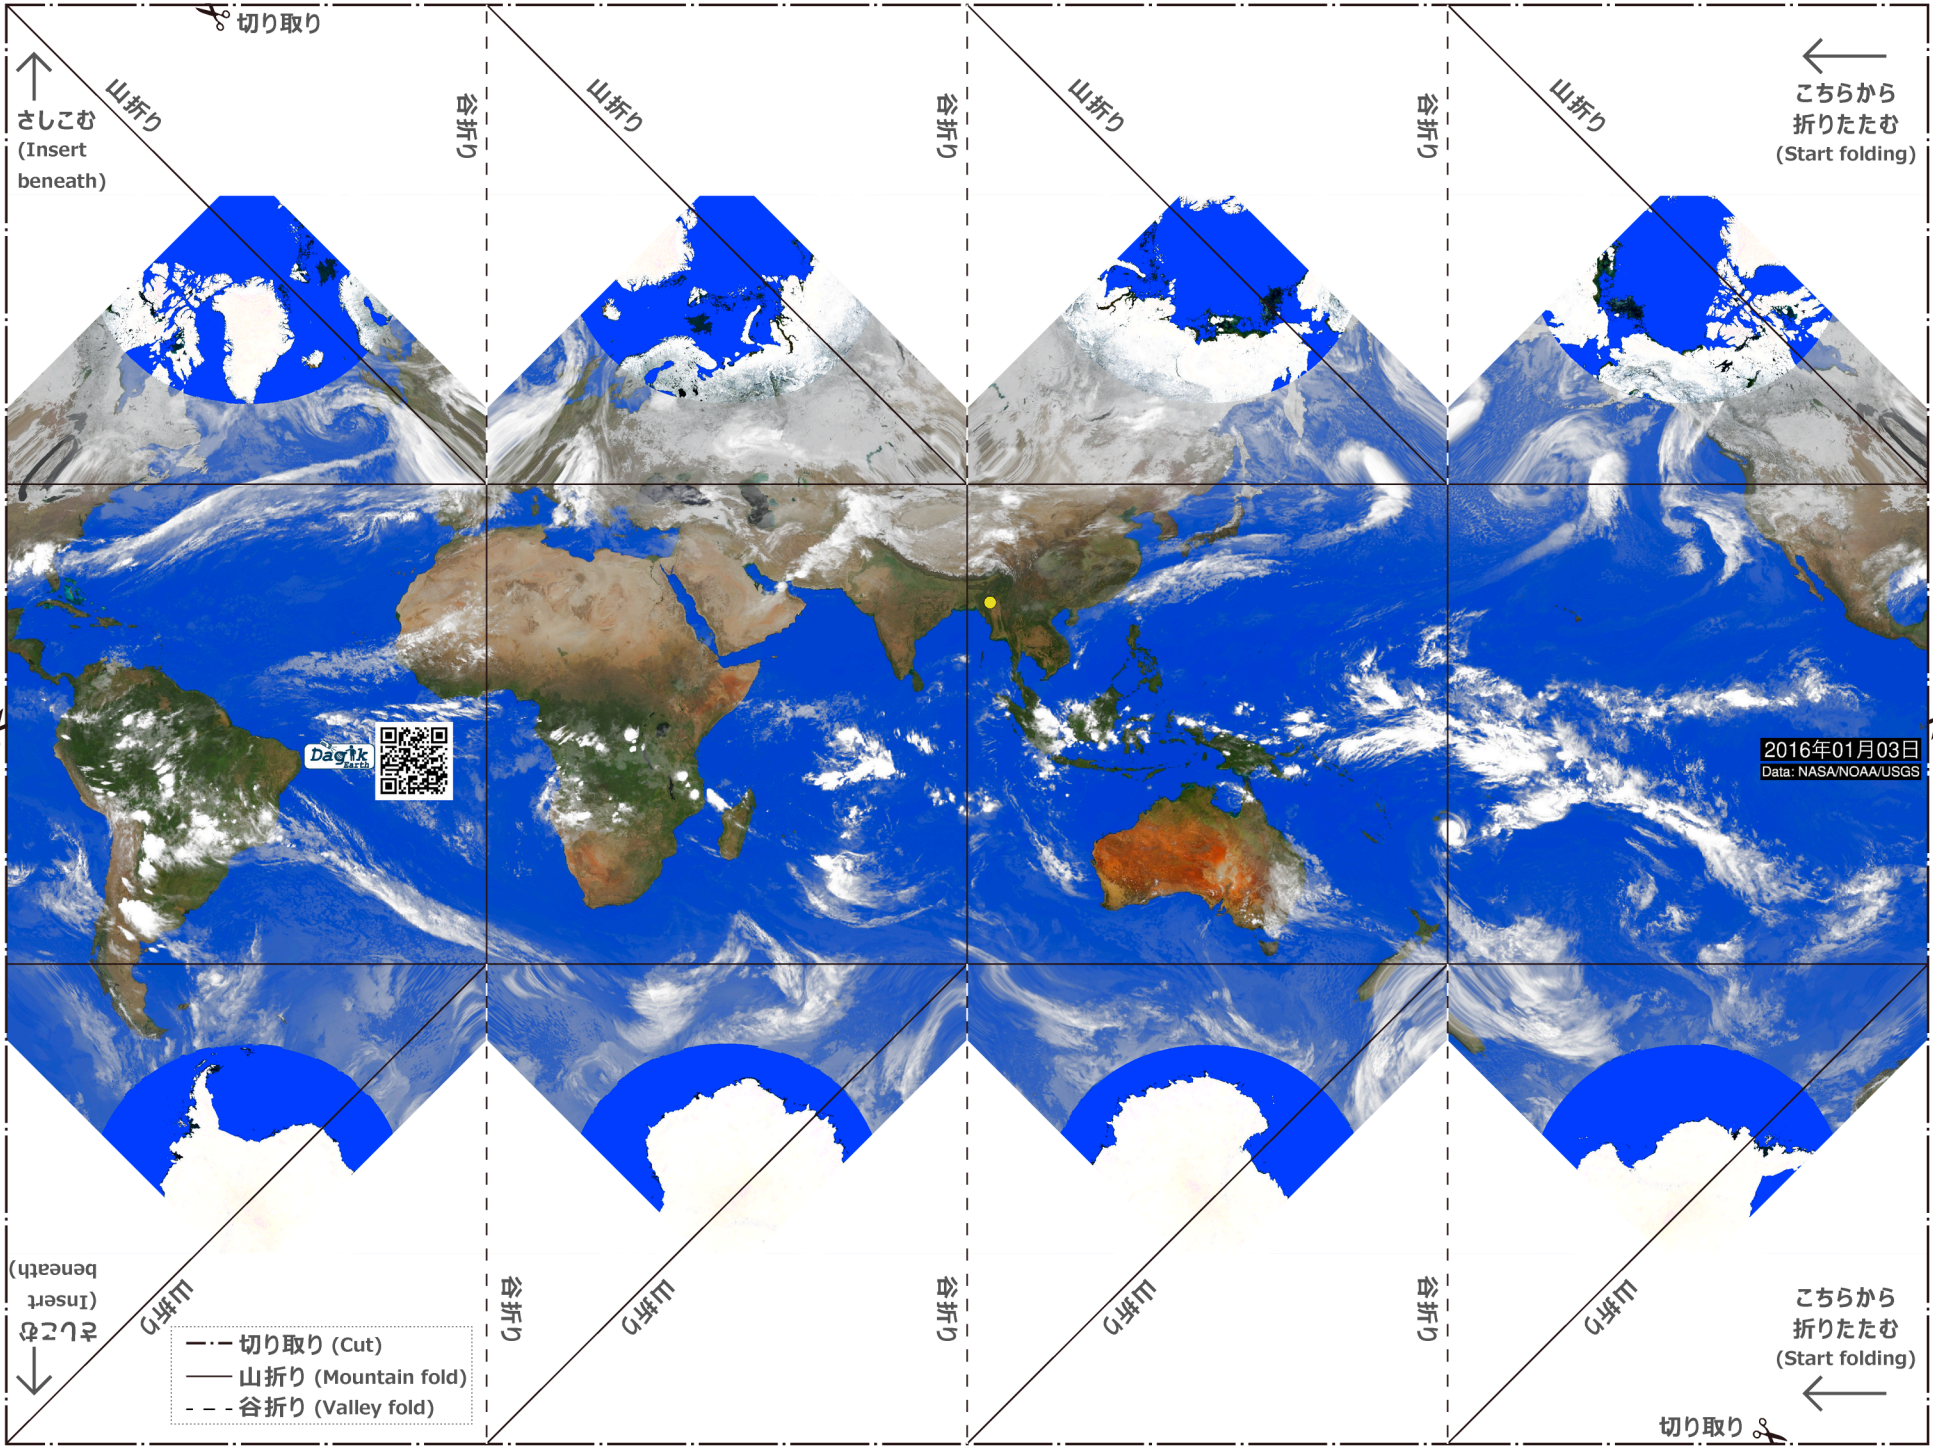 切り取り
山折り
谷折り
山折り
谷折り
山折り
谷折り
山折り
さしこむ
(Insert
beneath)
こちらから
折りたたむ
(Start folding)
Dagik
Earth
2016年01月03日
Data: NASA/NOAA/USGS
さしこむ
(Insert
beneath)
山折り
谷折り
山折り
谷折り
山折り
谷折り
山折り
こちらから
折りたたむ
(Start folding)
切り取り (Cut)
山折り (Mountain fold)
谷折り (Valley fold)
切り取り